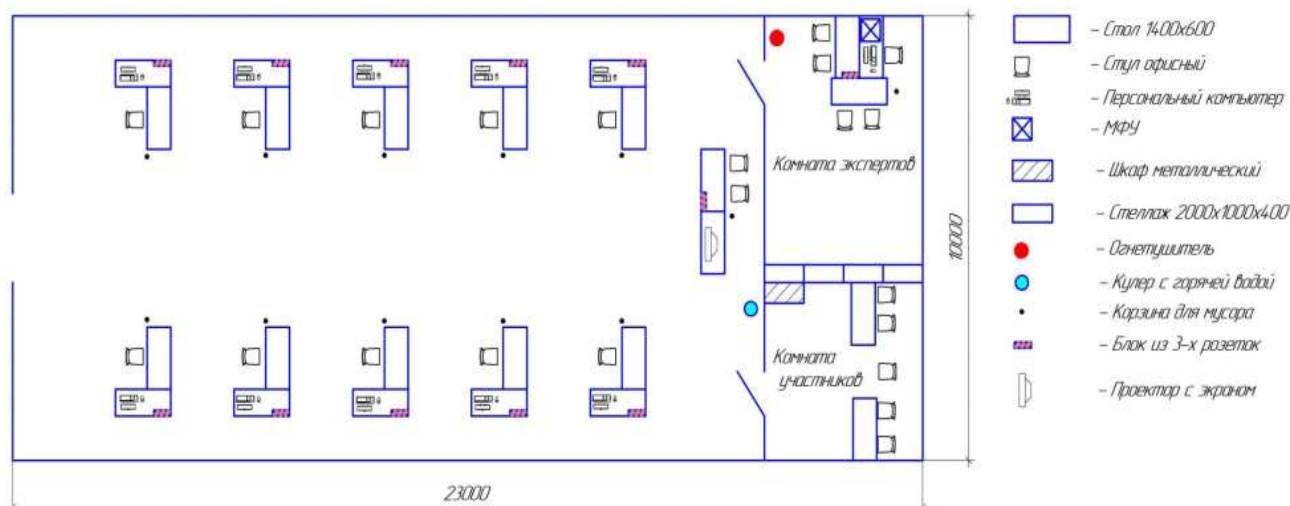 Комната экспертов
Комната
участников
10000
23000
– Стол 1400х600
– Стул офисный
– Персональный компьютер
– МФУ
– Шкаф металлический
– Стеллаж 2000х1000х400
– Огнетушитель
– Кулер с горячей водой
– Корзина для мусора
– Блок из 3-х розеток
– Проектор с экраном